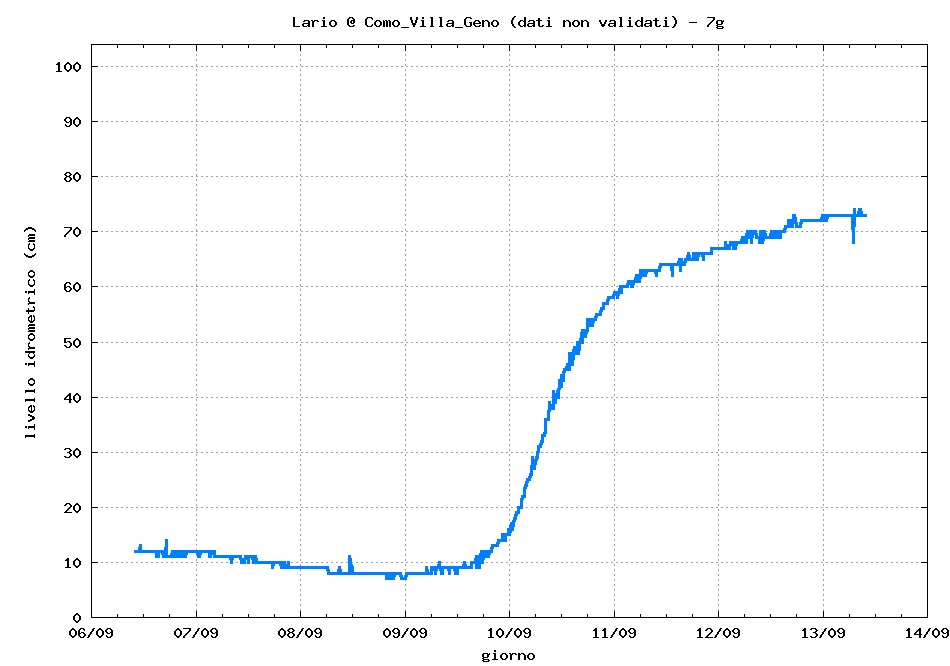 Lario @ Como_Villa_Geno (dati non validati) - 7g
100
90
80
70
60
50
40
30
20
10
0
livello idrometrico (cm)
06/09 07/09 08/09 09/09 10/09 11/09 12/09 13/09 14/09
giorno